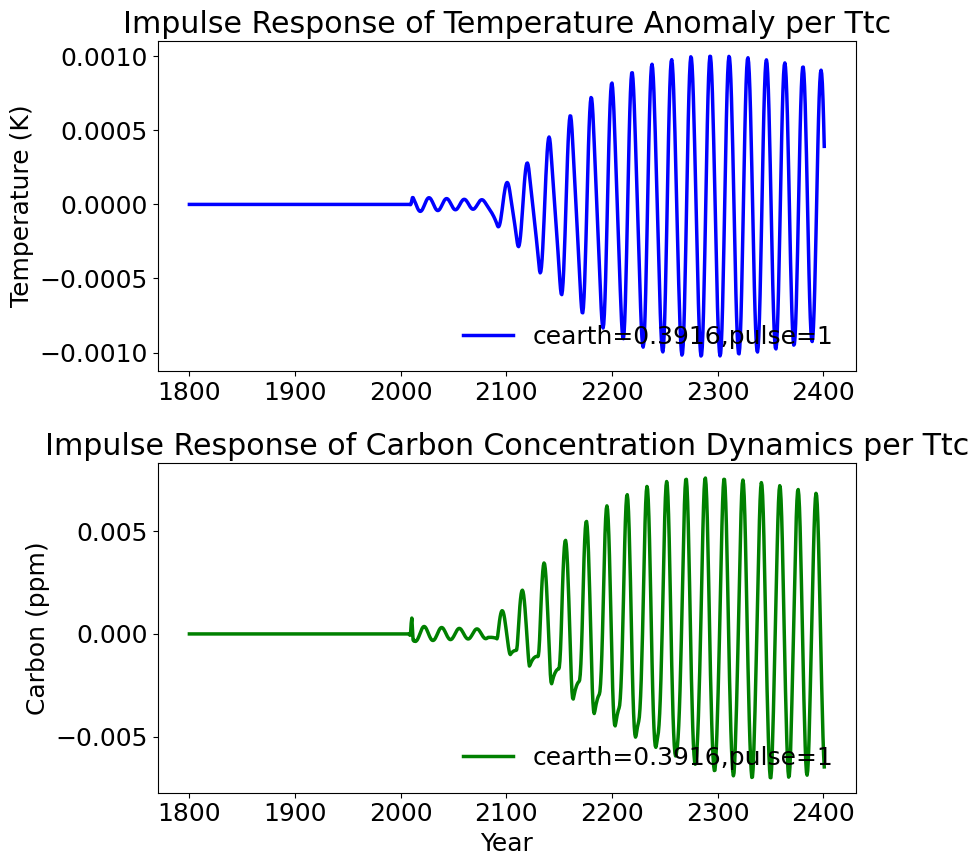 Impulse Response of Temperature Anomaly per Ttc
0.0010
0.0005
0.0000
−0.0005
−0.0010
Temperature (K)
cearth=0.3916,pulse=1
1800 1900 2000 2100 2200 2300 2400
Impulse Response of Carbon Concentration Dynamics per Ttc
0.005
0.000
−0.005
Carbon (ppm)
cearth=0.3916,pulse=1
1800 1900 2000 2100 2200 2300 2400
Year